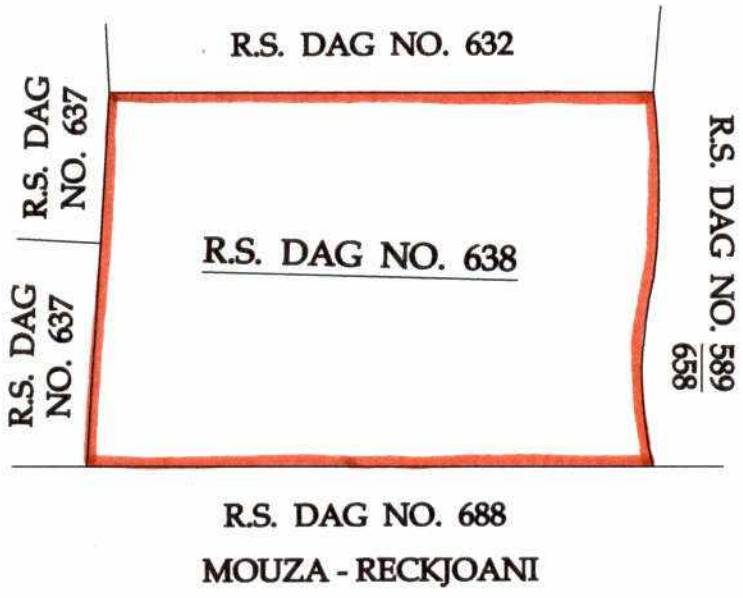 R.S. DAG NO. 632
R.S. DAG
NO. 637
R.S. DAG NO. 638
R.S. DAG NO. 589
658
R.S. DAG
NO. 637
R.S. DAG NO. 688
MOUZA - RECKJOANI